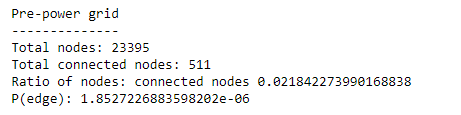 Pre-power grid
--------------
Total nodes: 23395
Total connected nodes: 511
Ratio of nodes: connected nodes 0.021842273990168838
P(edge): 1.8527226883598202e-06